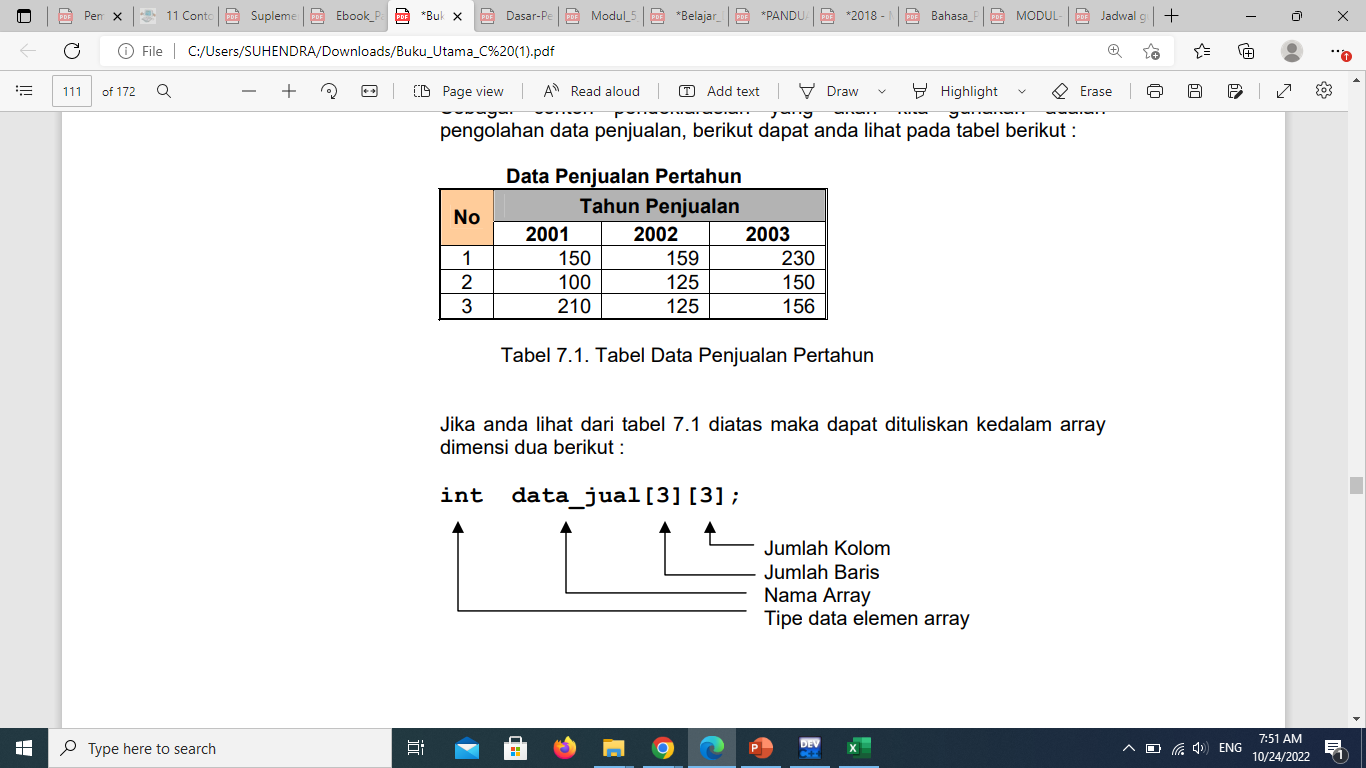 Pem
11 Conto
Supleme
Ebook_Pa
*Buk
Dasar-Pe
Modul_5
*Belajar_
*PANDUA
*2018 - M
Bahasa_P
MODUL-
Jadwal g
File
C:/Users/SUHENDRA/Downloads/Buku_Utama_C%20(1).pdf
111 of 172
Page view
Read aloud
Add text
Draw
Highlight
Erase
pengolahan data penjualan, berikut dapat anda lihat pada tabel berikut :
Data Penjualan Pertahun
No Tahun Penjualan
2001 2002 2003
1 150 159 230
2 100 125 150
3 210 125 156
Tabel 7.1. Tabel Data Penjualan Pertahun
Jika anda lihat dari tabel 7.1 diatas maka dapat dituliskan kedalam array
dimensi dua berikut :
int data_jual[3][3];
Jumlah Kolom
Jumlah Baris
Nama Array
Tipe data elemen array
Type here to search
DEV
ENG
7:51 AM
10/24/2022
1